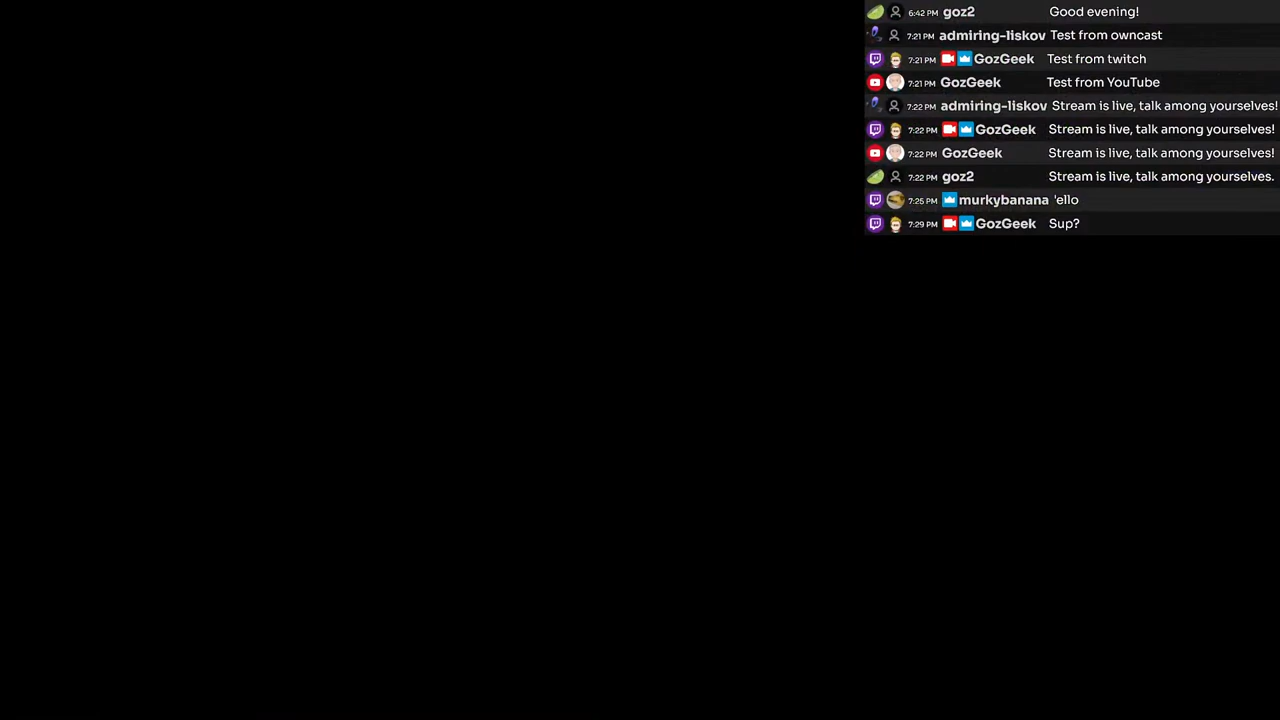 6:42 PM goz2 Good evening!
7:21 PM admiring-liskov Test from owncast
7:21 PM GozGeek Test from twitch
7:21 PM GozGeek Test from YouTube
7:22 PM admiring-liskov Stream is live, talk among yourselves!
7:22 PM GozGeek Stream is live, talk among yourselves!
7:22 PM GozGeek Stream is live, talk among yourselves!
7:22 PM goz2 Stream is live, talk among yourselves.
7:25 PM murkybanana 'ello
7:29 PM GozGeek Sup?